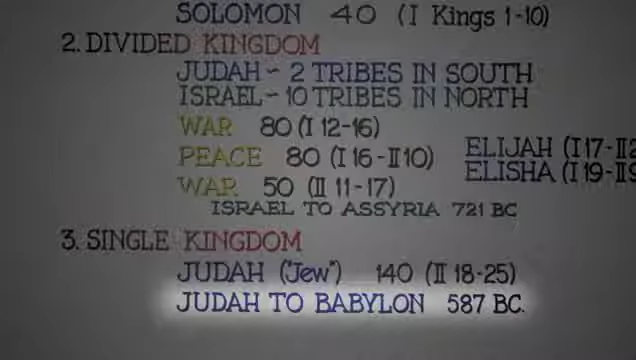 SOLOMON 40 (I Kings 1-10)
2. DIVIDED KINGDOM
JUDAH - 2 TRIBES IN SOUTH
ISRAEL - 10 TRIBES IN NORTH
WAR 80 (I 12-16)
PEACE 80 (I 16 - II 10)
ELIJAH (I 17 - II 2
WAR 50 (II 11-17)
ELISHA (I 19 - II 9
ISRAEL TO ASSYRIA 721 BC
3. SINGLE KINGDOM
JUDAH ("Jew") 140 (II 18-25)
JUDAH TO BABYLON 587 BC.